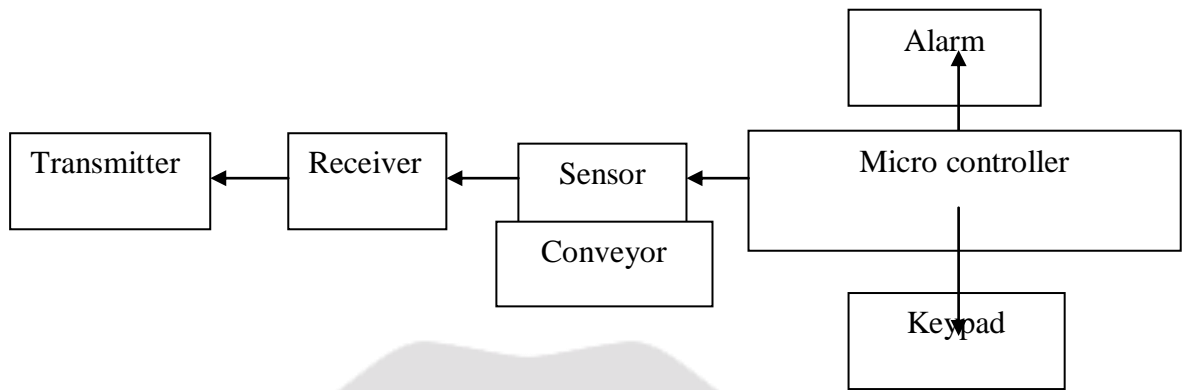 Alarm
Transmitter
Receiver
Sensor
Micro controller
Conveyor
Keypad